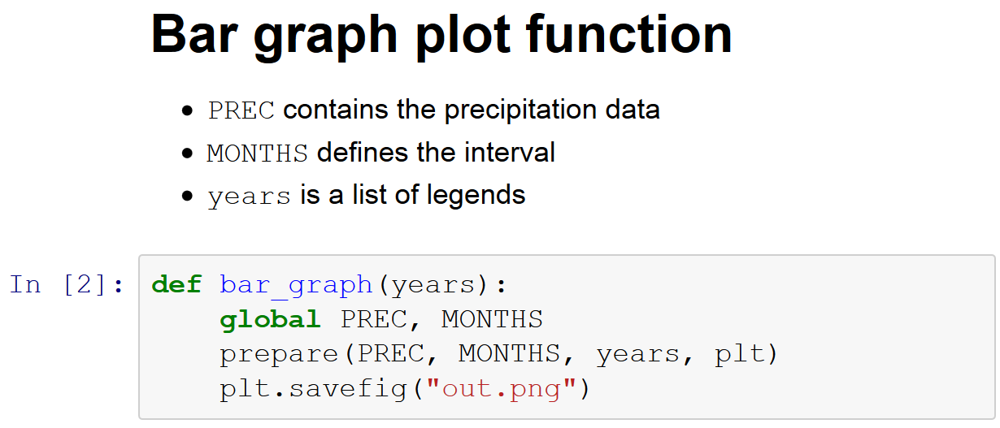 Bar graph plot function
• PREC contains the precipitation data
• MONTHS defines the interval
• years is a list of legends
In [2]: def bar_graph(years):
    global PREC, MONTHS
    prepare(PREC, MONTHS, years, plt)
    plt.savefig("out.png")